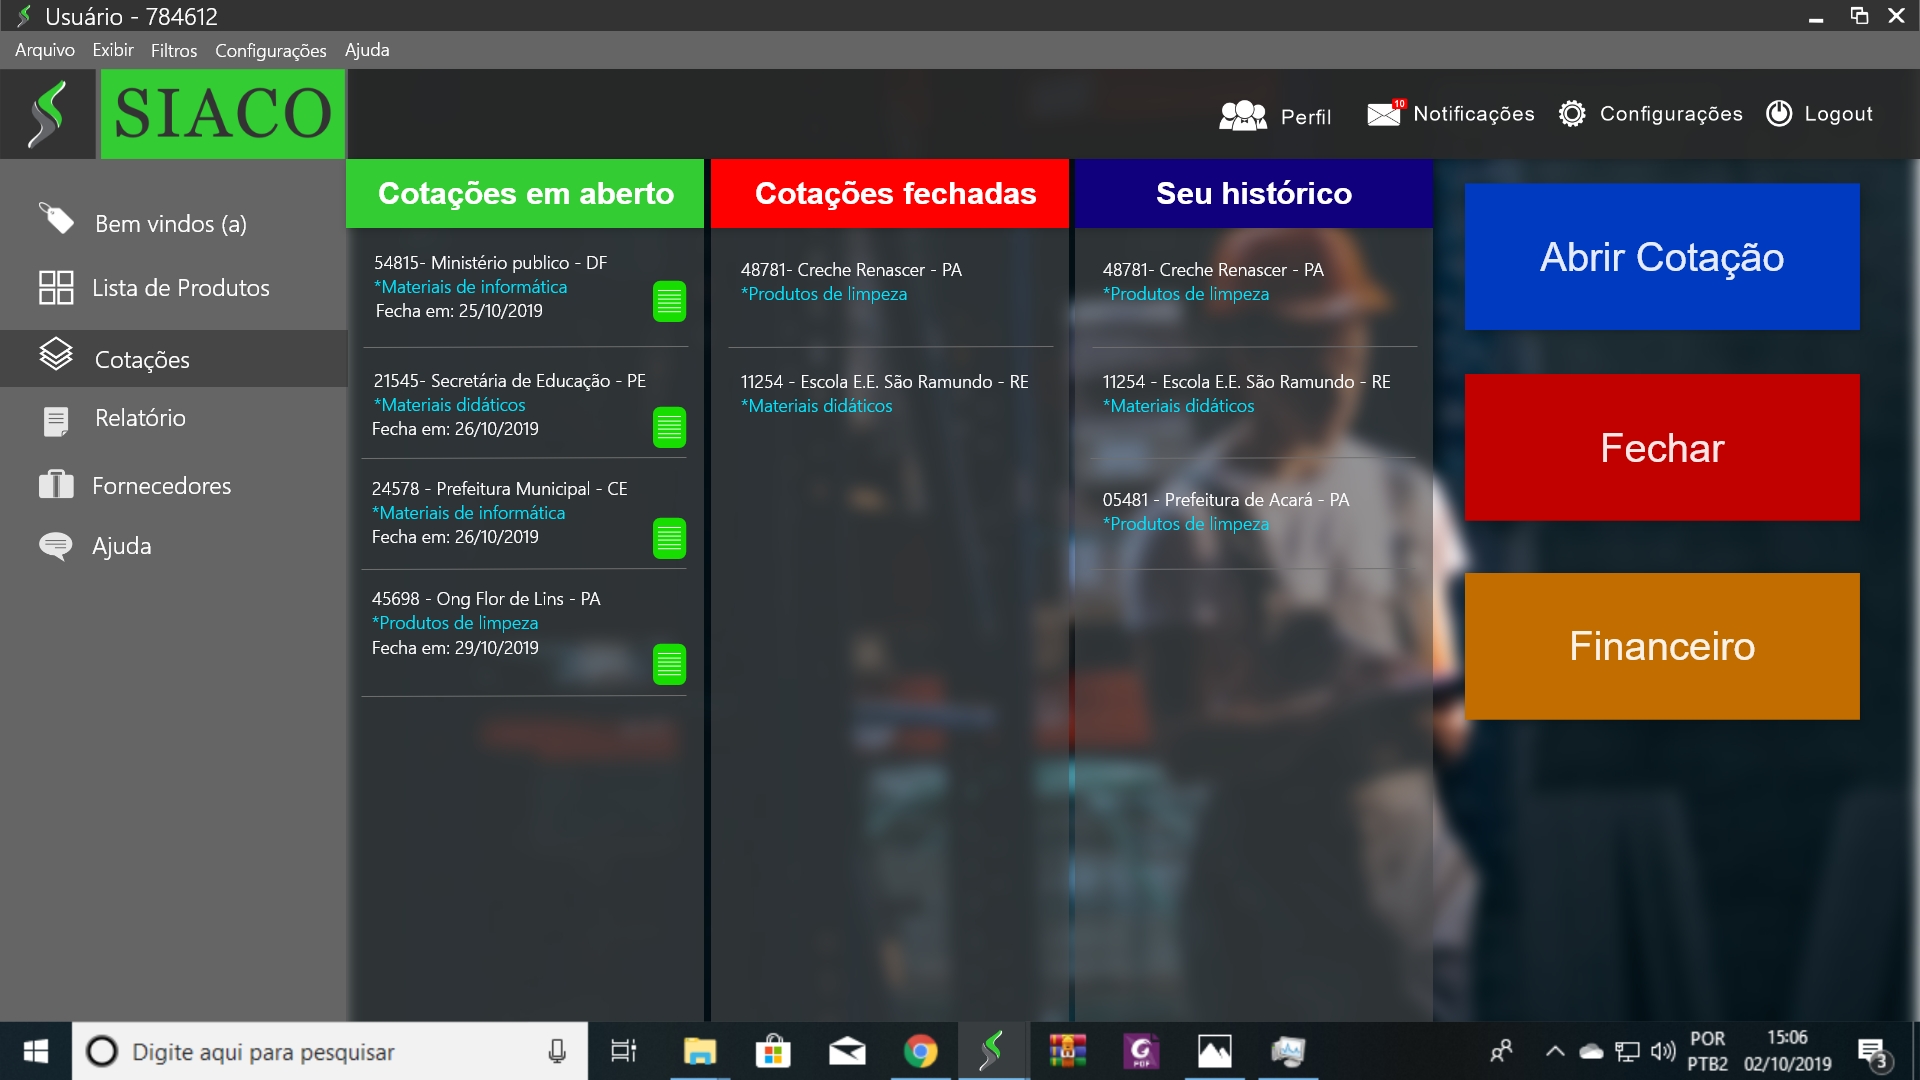 Usuário - 784612
Arquivo Exibir Filtros Configurações Ajuda
SIACO
Perfil
10
Notificações
Configurações
Logout
Bem vindos (a)
Lista de Produtos
Cotações
Relatório
Fornecedores
Ajuda
Cotações em aberto
54815- Ministério publico - DF
*Materiais de informática
Fecha em: 25/10/2019
21545- Secretária de Educação - PE
*Materiais didáticos
Fecha em: 26/10/2019
24578 - Prefeitura Municipal - CE
*Materiais de informática
Fecha em: 26/10/2019
45698 - Ong Flor de Lins - PA
*Produtos de limpeza
Fecha em: 29/10/2019
Cotações fechadas
48781- Creche Renascer - PA
*Produtos de limpeza
11254 - Escola E.E. São Ramundo - RE
*Materiais didáticos
Seu histórico
48781- Creche Renascer - PA
*Produtos de limpeza
11254 - Escola E.E. São Ramundo - RE
*Materiais didáticos
05481 - Prefeitura de Acará - PA
*Produtos de limpeza
Abrir Cotação
Fechar
Financeiro
Digite aqui para pesquisar
G
PDF
POR
PTB2
15:06
02/10/2019
3